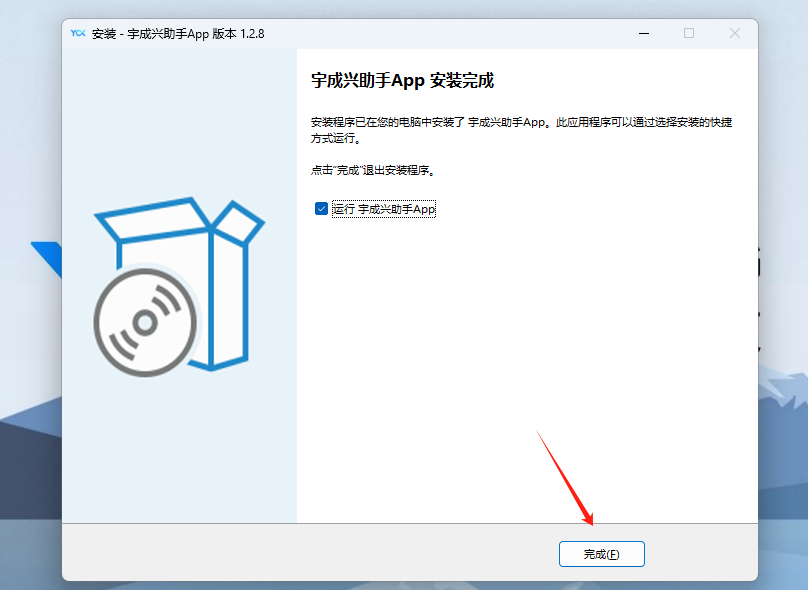 YCX 安装 - 宇成兴助手App 版本 1.2.8
宇成兴助手App 安装完成
安装程序已在您的电脑中安装了 宇成兴助手App。此应用程序可以通过选择安装的快捷
方式运行。
点击“完成”退出安装程序。
运行 宇成兴助手App
完成(F)